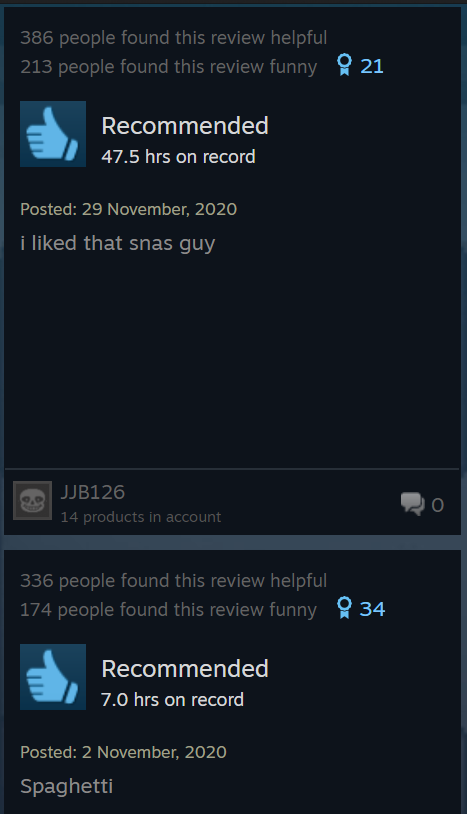 386 people found this review helpful
213 people found this review funny 21
Recommended
47.5 hrs on record
Posted: 29 November, 2020
i liked that snas guy
JJB126
14 products in account
0
336 people found this review helpful
174 people found this review funny 34
Recommended
7.0 hrs on record
Posted: 2 November, 2020
Spaghetti